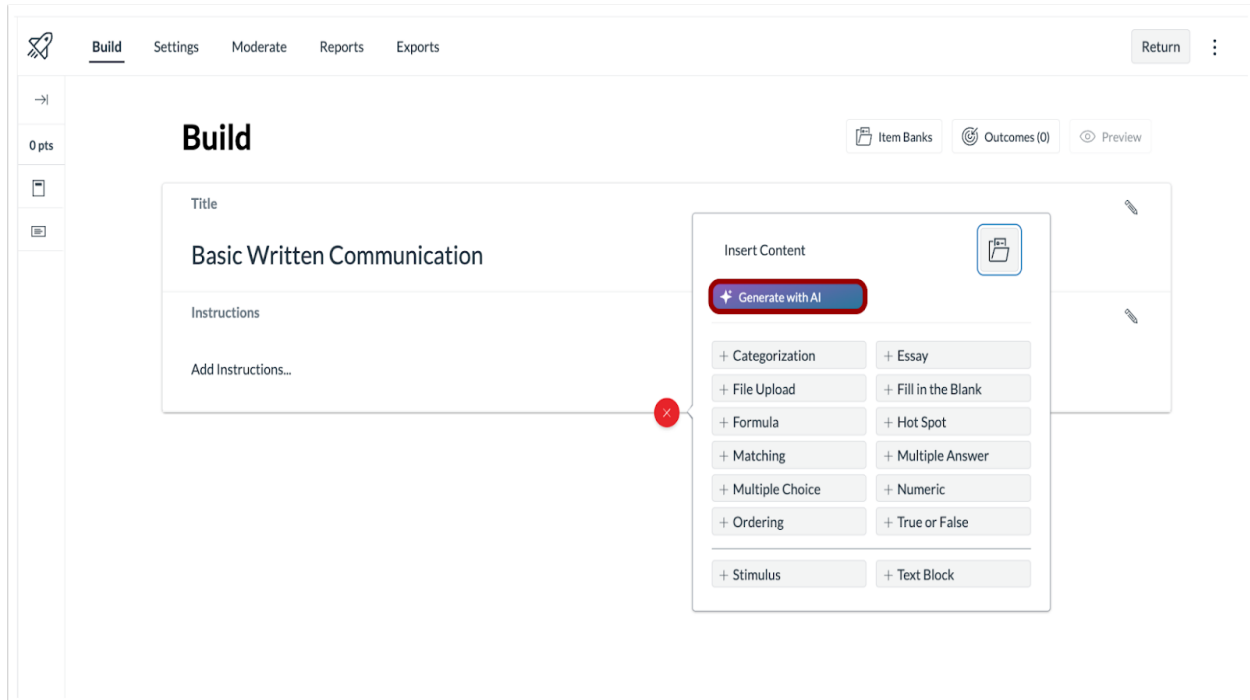 Build Settings Moderate Reports Exports Return
0 pts
Build
Item Banks Outcomes (0) Preview
Title
Basic Written Communication
Instructions
Add Instructions...
Insert Content
Generate with AI
+ Categorization + Essay
+ File Upload + Fill in the Blank
+ Formula + Hot Spot
+ Matching + Multiple Answer
+ Multiple Choice + Numeric
+ Ordering + True or False
+ Stimulus + Text Block